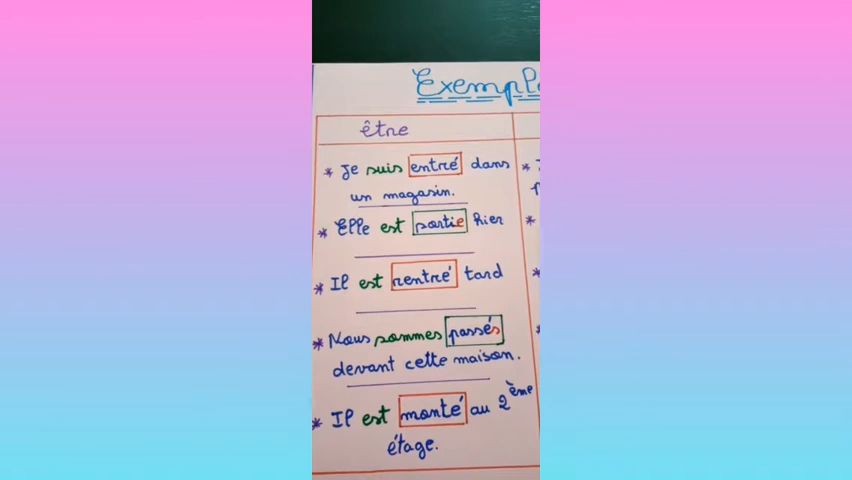 Exemple
être
* Je suis entré dans
un magasin.
* Elle est partie hier
* Il est rentré tard
* Nous sommes passés
devant cette maison.
* Il est monté au 2ème
étage.